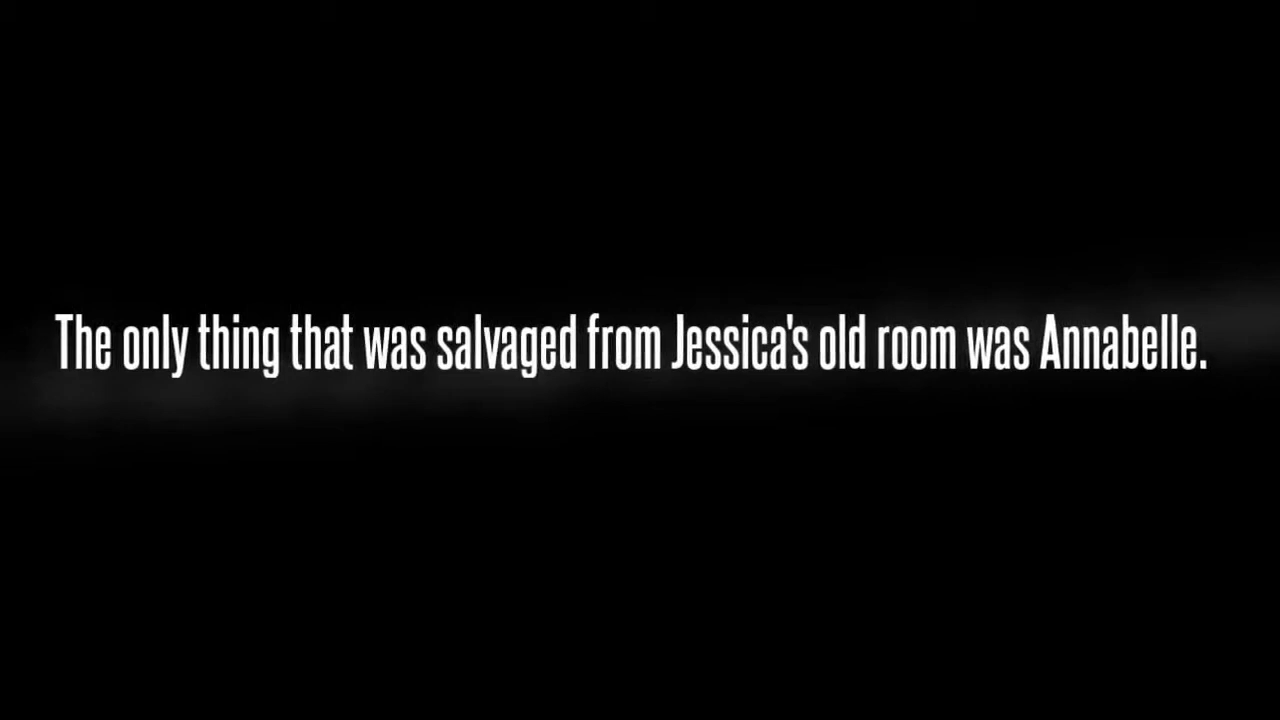 The only thing that was salvaged from Jessica's old room was Annabelle.